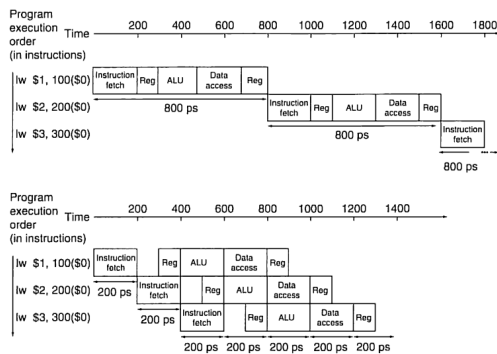 Program
execution
order
(in instructions)
Time
200 400 600 800 1000 1200 1400 1600 1800
lw $1, 100($0)
Instruction fetch
Reg
ALU
Data access
Reg
800 ps
lw $2, 200($0)
Instruction fetch
Reg
ALU
Data access
Reg
800 ps
lw $3, 300($0)
Instruction fetch
800 ps
...
Program
execution
order
(in instructions)
Time
200 400 600 800 1000 1200 1400
lw $1, 100($0)
Instruction fetch
Reg
ALU
Data access
Reg
200 ps
lw $2, 200($0)
Instruction fetch
Reg
ALU
Data access
Reg
200 ps
lw $3, 300($0)
Instruction fetch
Reg
ALU
Data access
Reg
200 ps 200 ps 200 ps 200 ps 200 ps